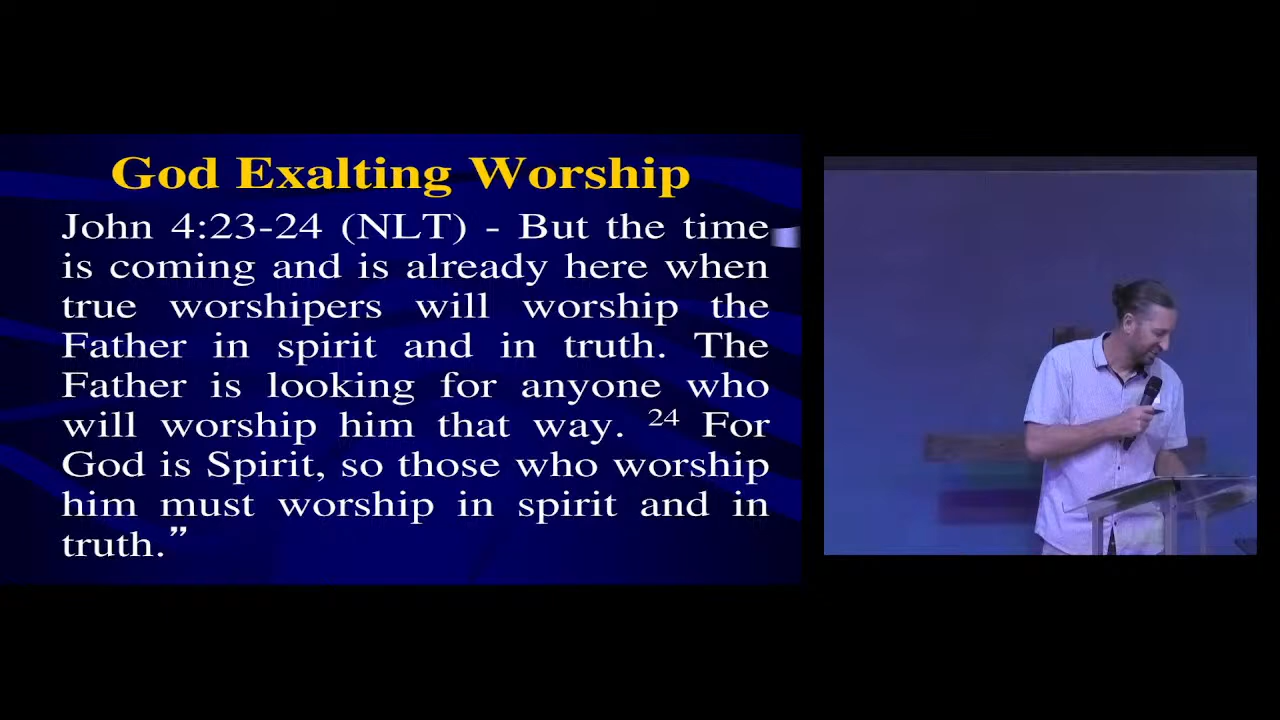 God Exalting Worship
John 4:23-24 (NLT) - But the time
is coming and is already here when
true worshipers will worship the
Father in spirit and in truth. The
Father is looking for anyone who
will worship him that way. 24 For
God is Spirit, so those who worship
him must worship in spirit and in
truth.”